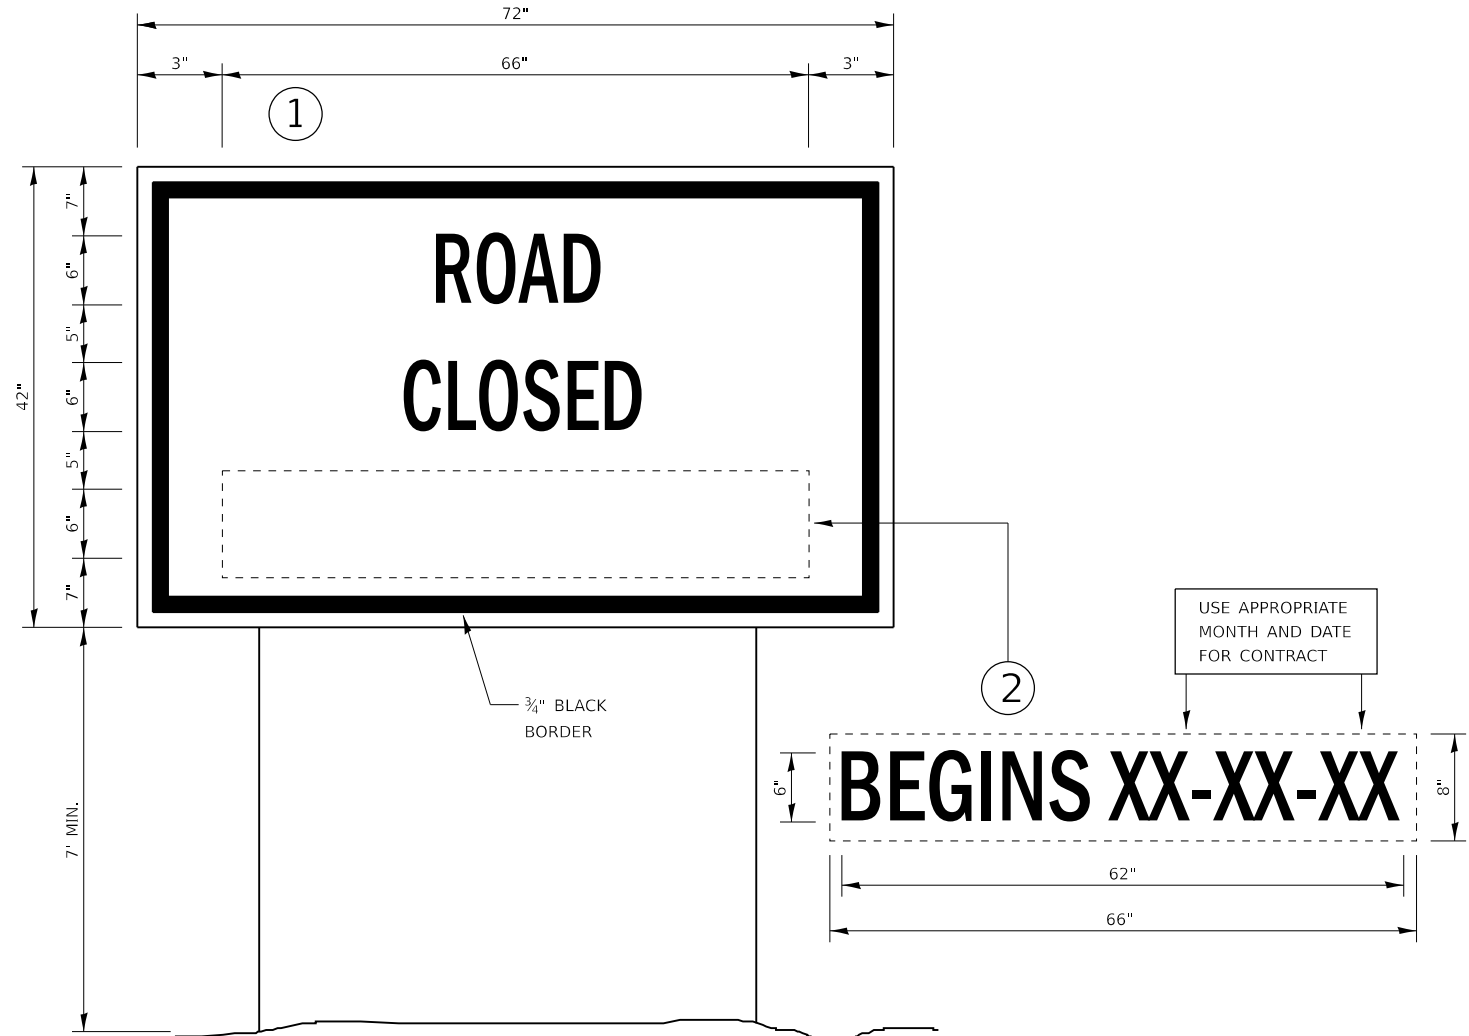 72"
3" 66" 3"
1
7"
6"
5"
6"
5"
6"
7"
42"
ROAD
CLOSED
¾" BLACK
BORDER
7' MIN.
2
USE APPROPRIATE
MONTH AND DATE
FOR CONTRACT
6"
BEGINS XX-XX-XX
8"
62"
66"